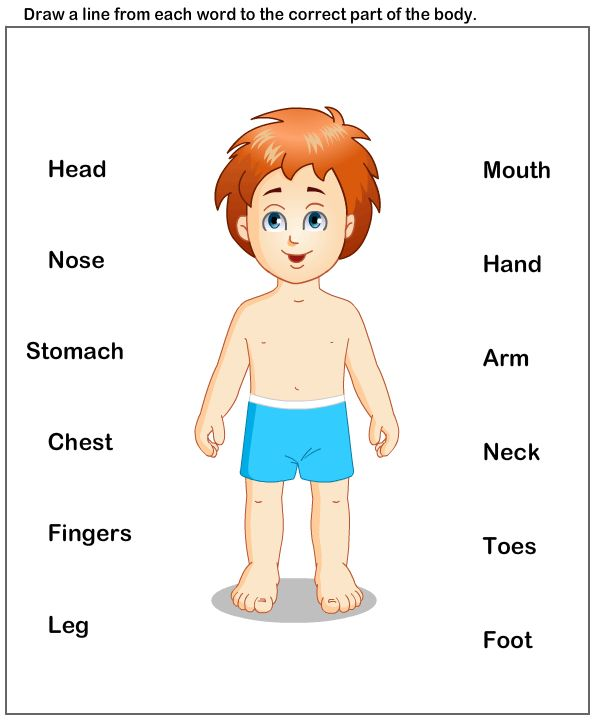 Draw a line from each word to the correct part of the body.
Head
Mouth
Nose
Hand
Stomach
Arm
Chest
Neck
Fingers
Toes
Leg
Foot